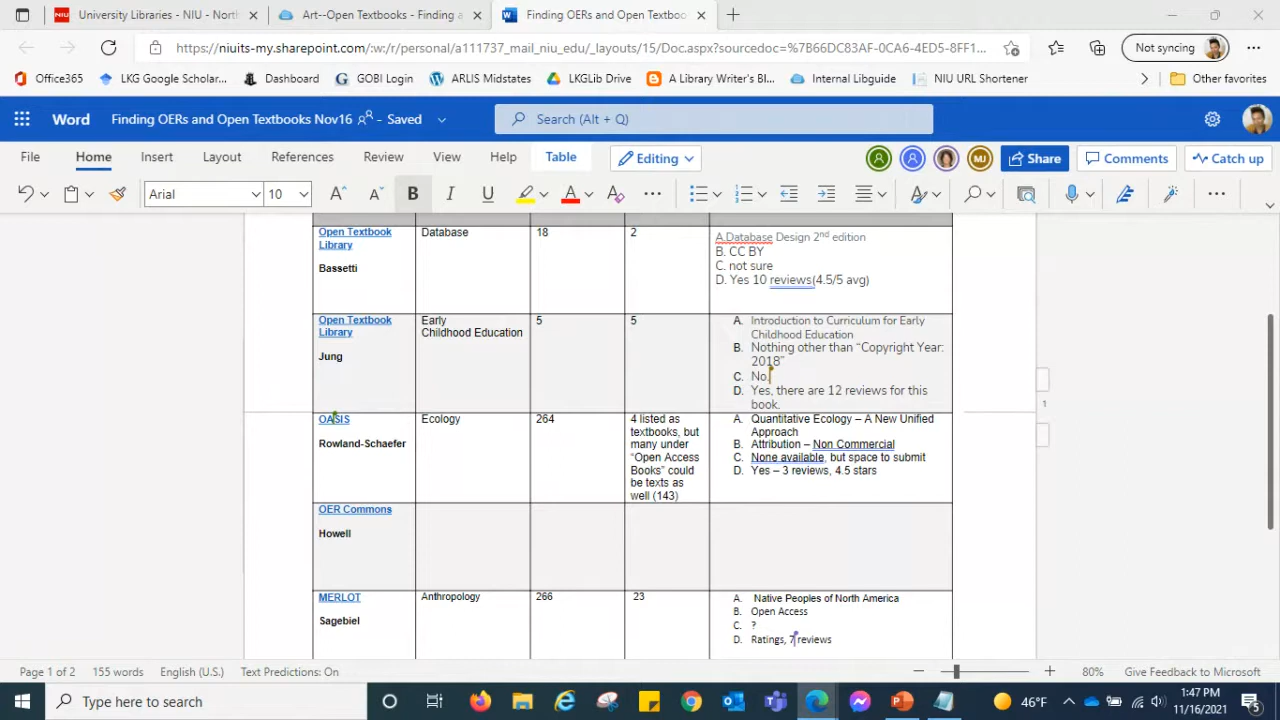 University Libraries - NIU - North
Art--Open Textbooks - Finding a
Finding OERs and Open Textboo
https://niuits-my.sharepoint.com/:w:/r/personal/a111737_mail_niu_edu/_layouts/15/Doc.aspx?sourcedoc=%7B66DC83AF-0CA6-4ED5-8FF1...
Not syncing
Office365
LKG Google Scholar...
Dashboard
GOBI Login
ARLIS Midstates
LKGLib Drive
A Library Writer's Bl...
Internal Libguide
NIU URL Shortener
Other favorites
Word
Finding OERs and Open Textbooks Nov16
- Saved
Search (Alt + Q)
File
Home
Insert
Layout
References
Review
View
Help
Table
Editing
MJ
Share
Comments
Catch up
Arial
10
B
I
U
Open Textbook
Library
Bassetti
Database
18
2
A.Database Design 2nd edition
B. CC BY
C. not sure
D. Yes 10 reviews(4.5/5 avg)
Open Textbook
Library
Jung
Early
Childhood Education
5
5
A. Introduction to Curriculum for Early
Childhood Education
B. Nothing other than “Copyright Year:
2018”
C. No.
D. Yes, there are 12 reviews for this
book.
OASIS
Rowland-Schaefer
Ecology
264
4 listed as
textbooks, but
many under
“Open Access
Books” could
be texts as
well (143)
A. Quantitative Ecology – A New Unified
Approach
B. Attribution – Non Commercial
C. None available, but space to submit
D. Yes – 3 reviews, 4.5 stars
OER Commons
Howell
MERLOT
Sagebiel
Anthropology
266
23
A. Native Peoples of North America
B. Open Access
C. ?
D. Ratings, 7 reviews
1
Page 1 of 2
155 words
English (U.S.)
Text Predictions: On
80%
Give Feedback to Microsoft
Type here to search
46°F
1:47 PM
11/16/2021
5